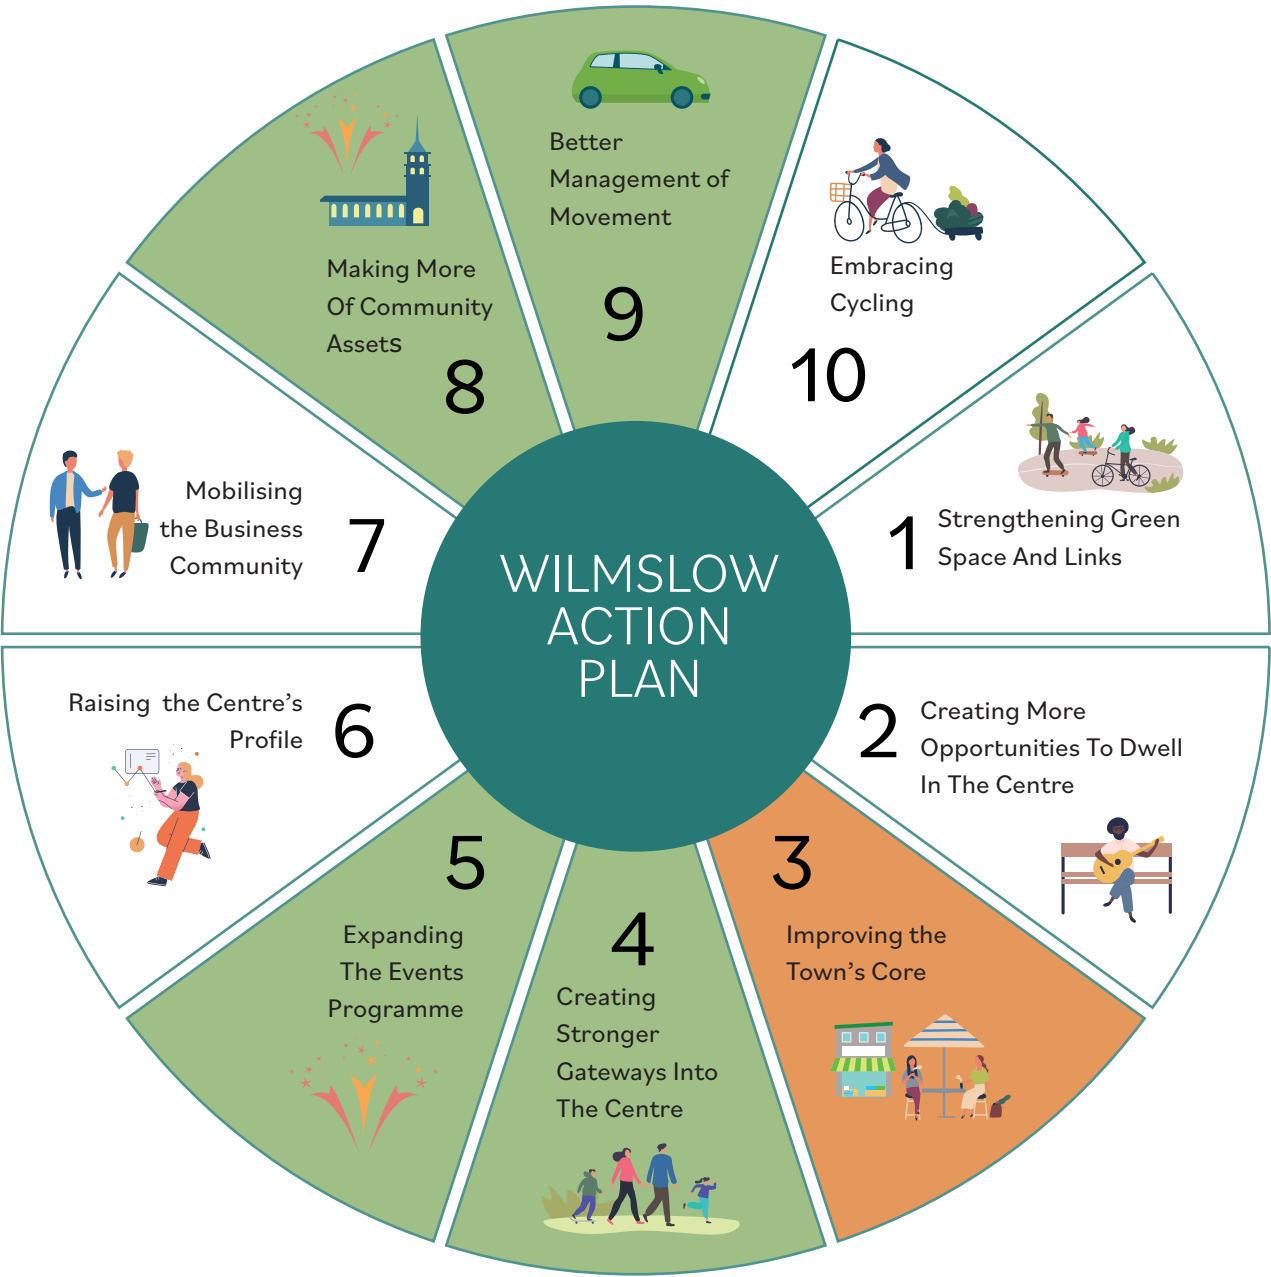 WILMSLOW
ACTION
PLAN
1
Strengthening Green
Space And Links
2
Creating More
Opportunities To Dwell
In The Centre
3
Improving the
Town's Core
4
Creating
Stronger
Gateways Into
The Centre
5
Expanding
The Events
Programme
6
Raising the Centre's
Profile
7
Mobilising
the Business
Community
8
Making More
Of Community
Assets
9
Better
Management of
Movement
10
Embracing
Cycling